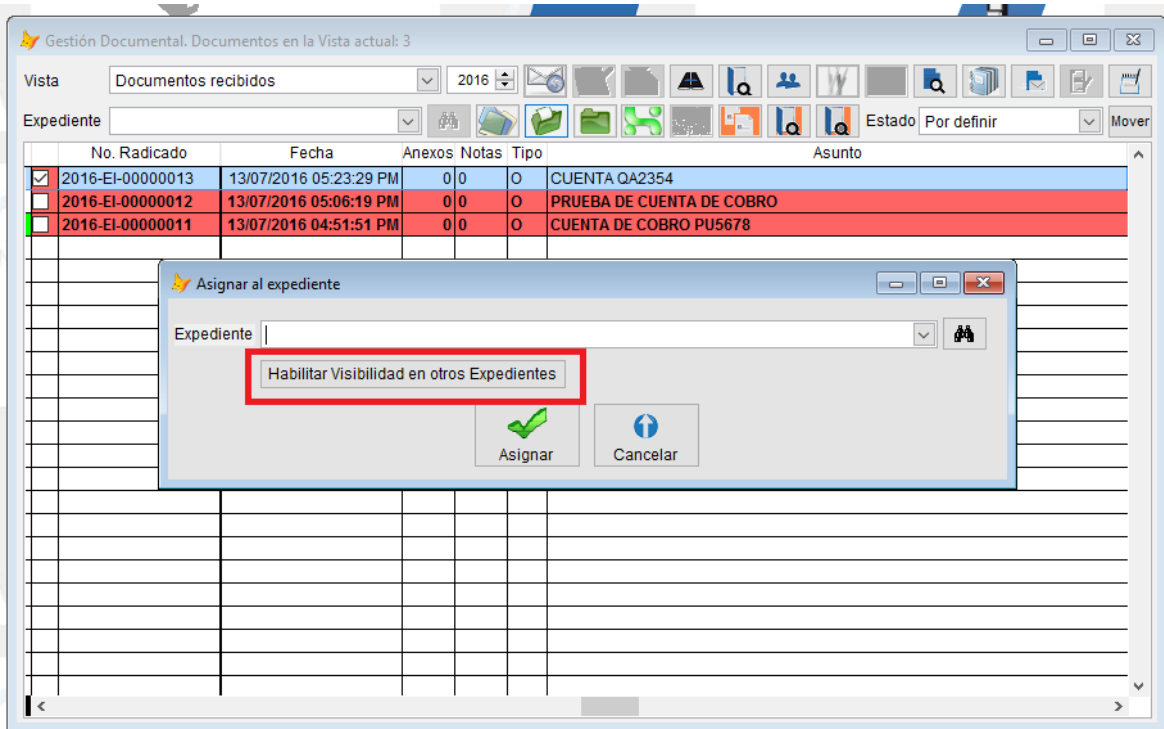 Gestión Documental. Documentos en la Vista actual: 3
Vista Documentos recibidos 2016
Expediente Estado Por definir Mover
No. Radicado Fecha Anexos Notas Tipo Asunto
2016-EI-00000013 13/07/2016 05:23:29 PM 0 0 O CUENTA QA2354
2016-EI-00000012 13/07/2016 05:06:19 PM 0 0 O PRUEBA DE CUENTA DE COBRO
2016-EI-00000011 13/07/2016 04:51:51 PM 0 0 O CUENTA DE COBRO PU5678
Asignar al expediente
Expediente
Habilitar Visibilidad en otros Expedientes
Asignar Cancelar